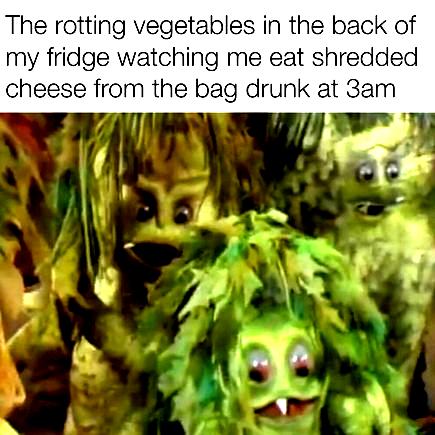 The rotting vegetables in the back of
my fridge watching me eat shredded
cheese from the bag drunk at 3am